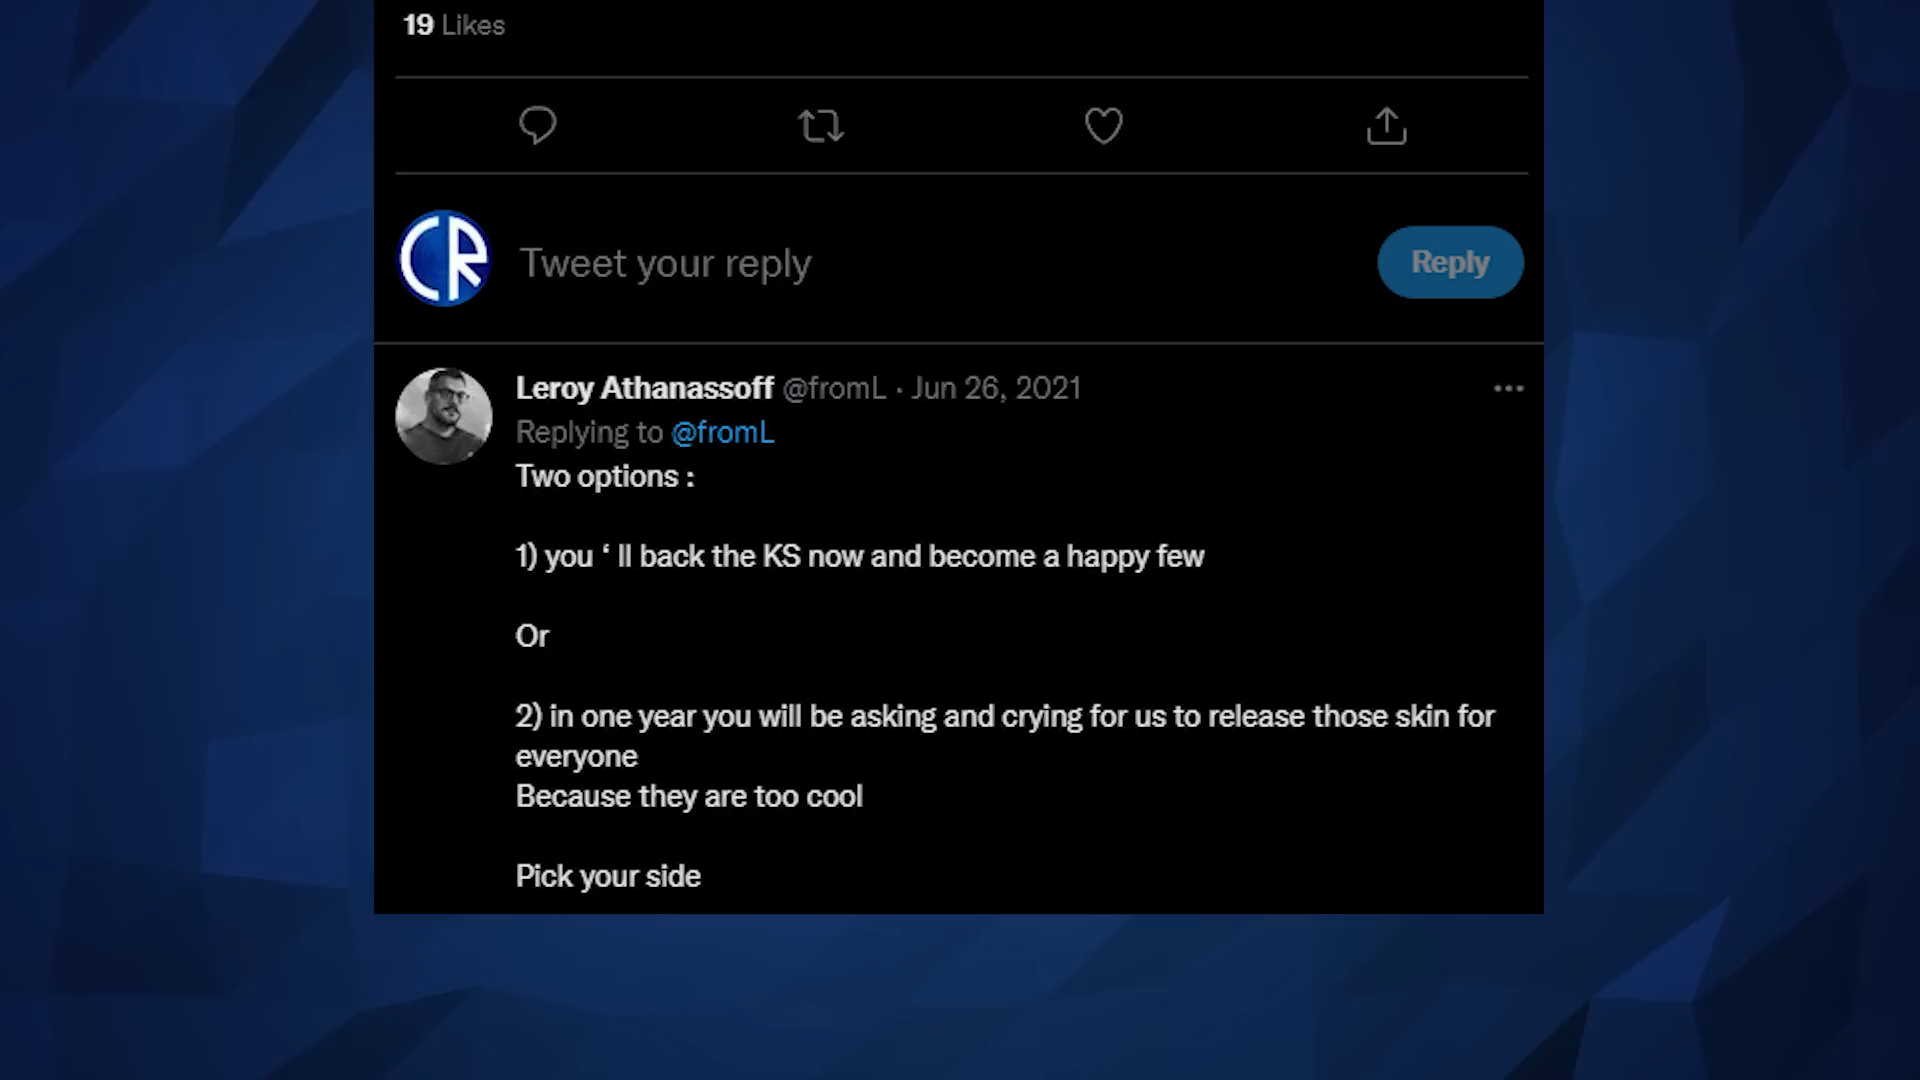 19 Likes
CR
Tweet your reply
Reply
Leroy Athanassoff @fromL · Jun 26, 2021
Replying to @fromL
Two options :
1) you ‘ ll back the KS now and become a happy few
Or
2) in one year you will be asking and crying for us to release those skin for
everyone
Because they are too cool
Pick your side